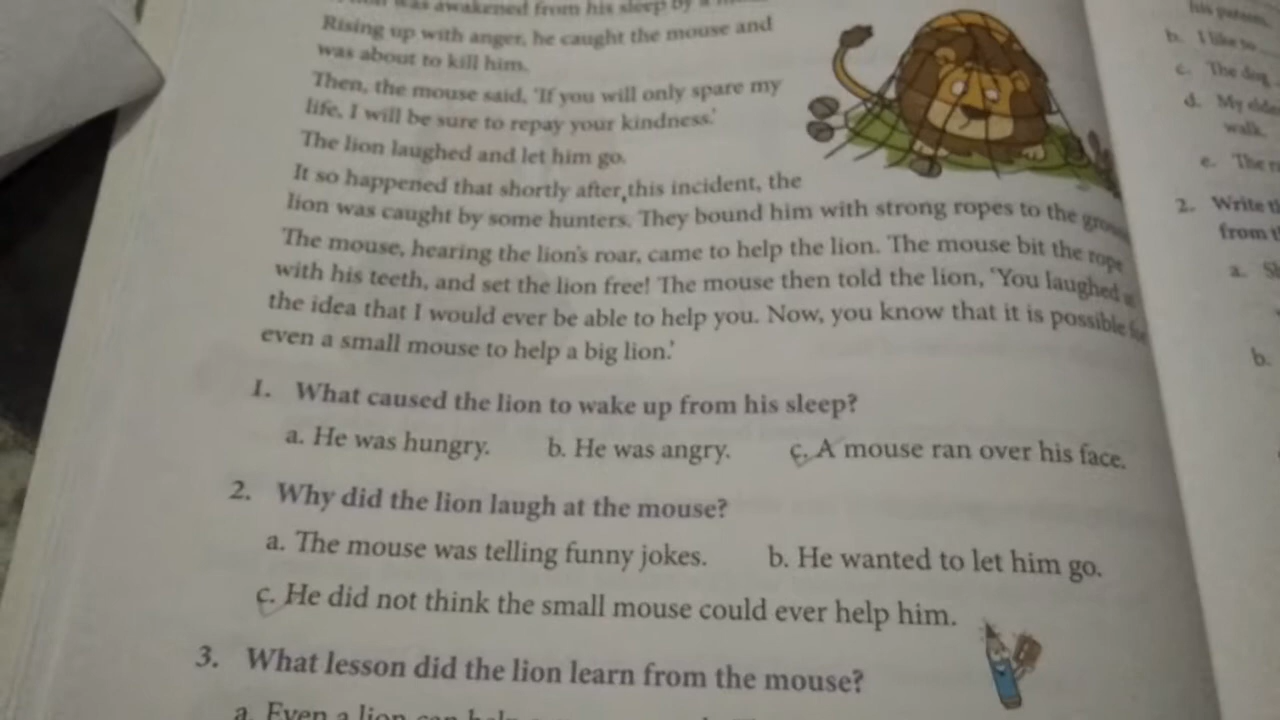 was awakened from his sleep by a
Rising up with anger, he caught the mouse and
was about to kill him.
Then, the mouse said, 'If you will only spare my
life, I will be sure to repay your kindness.'
The lion laughed and let him go.
It so happened that shortly after, this incident, the
lion was caught by some hunters. They bound him with strong ropes to the
The mouse, hearing the lion's roar, came to help the lion. The mouse bit the rope
with his teeth, and set the lion free! The mouse then told the lion, 'You laughed
the idea that I would ever be able to help you. Now, you know that it is possible
even a small mouse to help a big lion.'
1. What caused the lion to wake up from his sleep?
a. He was hungry. b. He was angry. c. A mouse ran over his face.
2. Why did the lion laugh at the mouse?
a. The mouse was telling funny jokes. b. He wanted to let him go.
c. He did not think the small mouse could ever help him.
3. What lesson did the lion learn from the mouse?
a. Even a lion can
his
b. I like to
c. The dog
d. My
walk.
e. The
2. Write
from
a.
b.